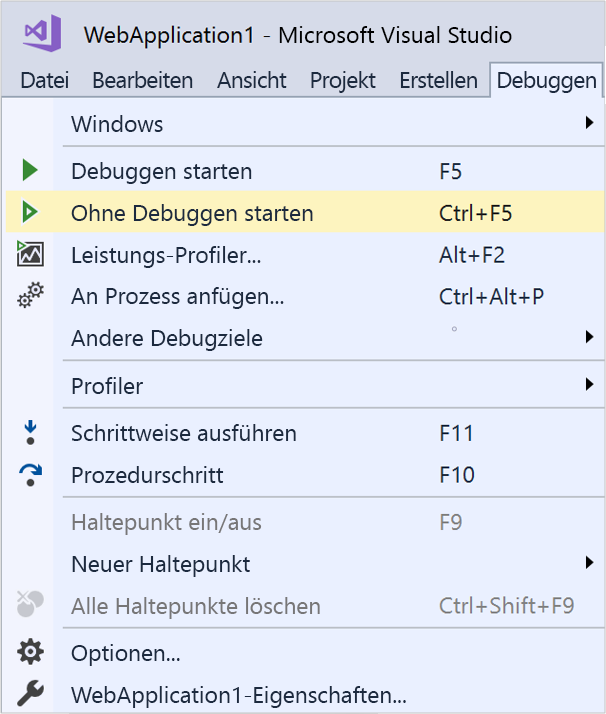 WebApplication1 - Microsoft Visual Studio
Datei Bearbeiten Ansicht Projekt Erstellen Debuggen
Windows
Debuggen starten F5
Ohne Debuggen starten Ctrl+F5
Leistungs-Profiler... Alt+F2
An Prozess anfügen... Ctrl+Alt+P
Andere Debugziele
Profiler
Schrittweise ausführen F11
Prozedurschritt F10
Haltepunkt ein/aus F9
Neuer Haltepunkt
Alle Haltepunkte löschen Ctrl+Shift+F9
Optionen...
WebApplication1-Eigenschaften...